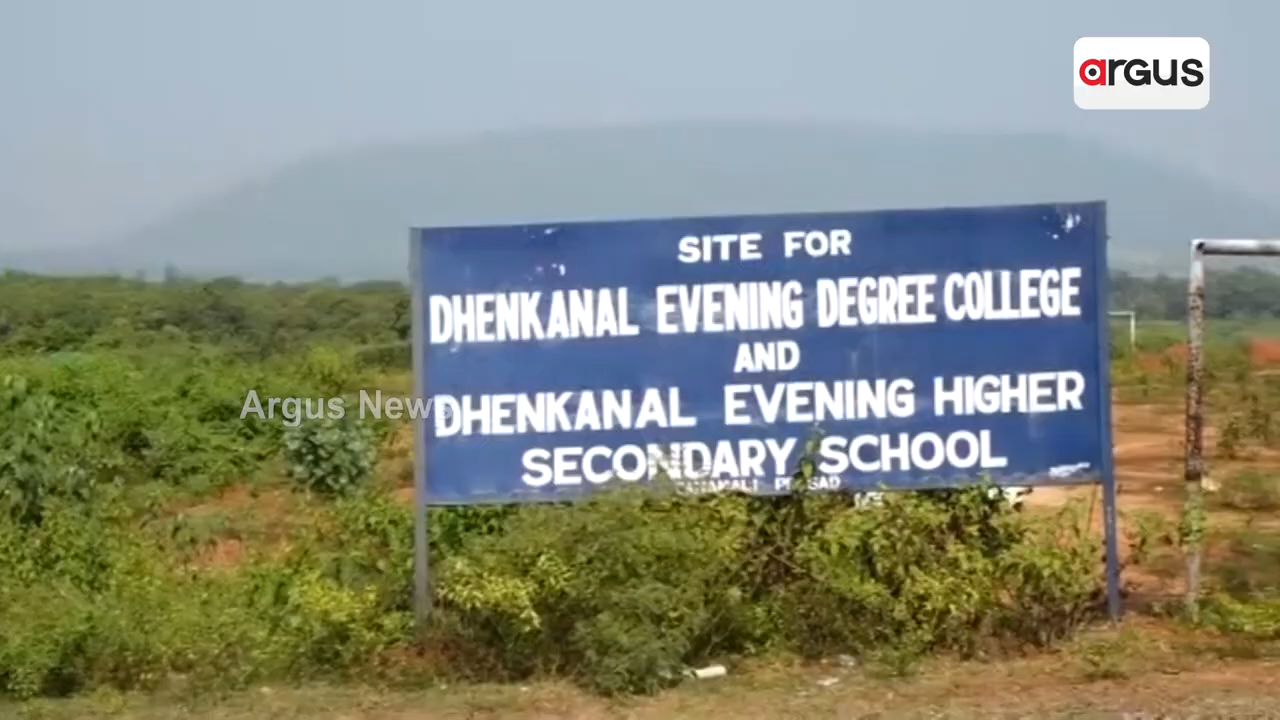 argus
SITE FOR
DHENKANAL EVENING DEGREE COLLEGE
AND
Argus News
DHENKANAL EVENING HIGHER
SECONDARY SCHOOL